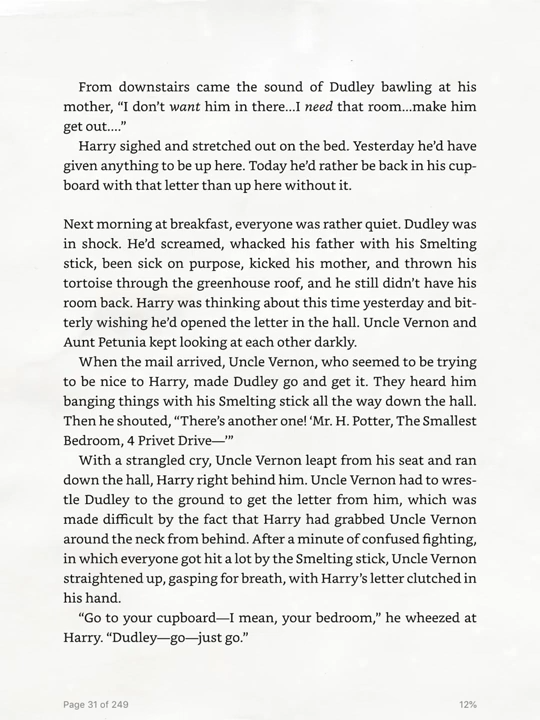 From downstairs came the sound of Dudley bawling at his
mother, “I don’t want him in there...I need that room...make him
get out....”
Harry sighed and stretched out on the bed. Yesterday he’d have
given anything to be up here. Today he’d rather be back in his cup-
board with that letter than up here without it.
Next morning at breakfast, everyone was rather quiet. Dudley was
in shock. He’d screamed, whacked his father with his Smelting
stick, been sick on purpose, kicked his mother, and thrown his
tortoise through the greenhouse roof, and he still didn’t have his
room back. Harry was thinking about this time yesterday and bit-
terly wishing he’d opened the letter in the hall. Uncle Vernon and
Aunt Petunia kept looking at each other darkly.
When the mail arrived, Uncle Vernon, who seemed to be trying
to be nice to Harry, made Dudley go and get it. They heard him
banging things with his Smelting stick all the way down the hall.
Then he shouted, “There’s another one! ‘Mr. H. Potter, The Smallest
Bedroom, 4 Privet Drive—’”
With a strangled cry, Uncle Vernon leapt from his seat and ran
down the hall, Harry right behind him. Uncle Vernon had to wres-
tle Dudley to the ground to get the letter from him, which was
made difficult by the fact that Harry had grabbed Uncle Vernon
around the neck from behind. After a minute of confused fighting,
in which everyone got hit a lot by the Smelting stick, Uncle Vernon
straightened up, gasping for breath, with Harry’s letter clutched in
his hand.
“Go to your cupboard—I mean, your bedroom,” he wheezed at
Harry. “Dudley—go—just go.”
Page 31 of 249 12%